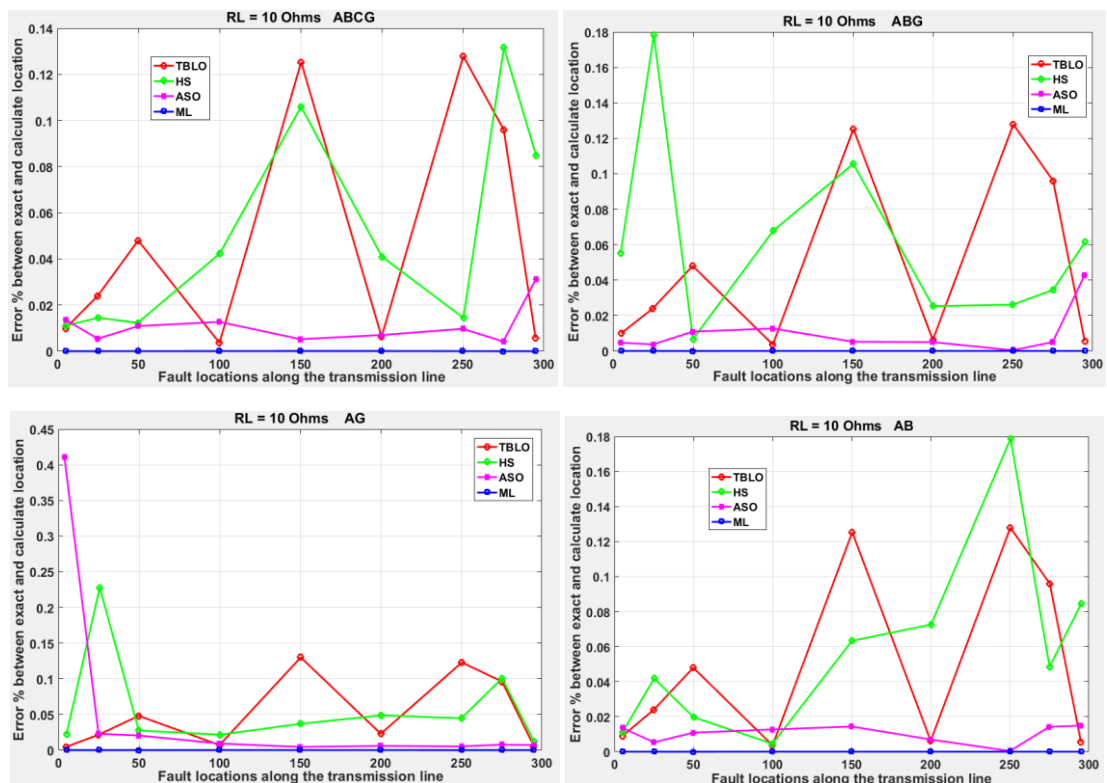 RL = 10 Ohms ABCG
Error % between exact and calculate location
0.14
0.12
0.1
0.08
0.06
0.04
0.02
0
TBLO
HS
ASO
ML
0 50 100 150 200 250 300
Fault locations along the transmission line
RL = 10 Ohms ABG
Error % between exact and calculate location
0.18
0.16
0.14
0.12
0.1
0.08
0.06
0.04
0.02
0
TBLO
HS
ASO
ML
0 50 100 150 200 250 300
Fault locations along the transmission line
RL = 10 Ohms AG
Error % between exact and calculate location
0.45
0.4
0.35
0.3
0.25
0.2
0.15
0.1
0.05
0
TBLO
HS
ASO
ML
0 50 100 150 200 250 300
Fault locations along the transmission line
RL = 10 Ohms AB
Error % between exact and calculate location
0.18
0.16
0.14
0.12
0.1
0.08
0.06
0.04
0.02
0
TBLO
HS
ASO
ML
0 50 100 150 200 250 300
Fault locations along the transmission line